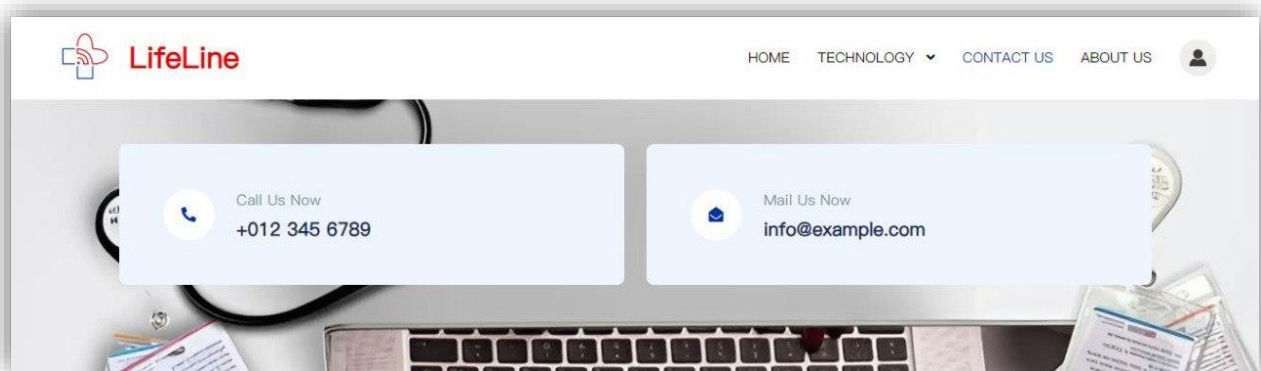 LifeLine
HOME TECHNOLOGY CONTACT US ABOUT US
Call Us Now
+012 345 6789
Mail Us Now
info@example.com